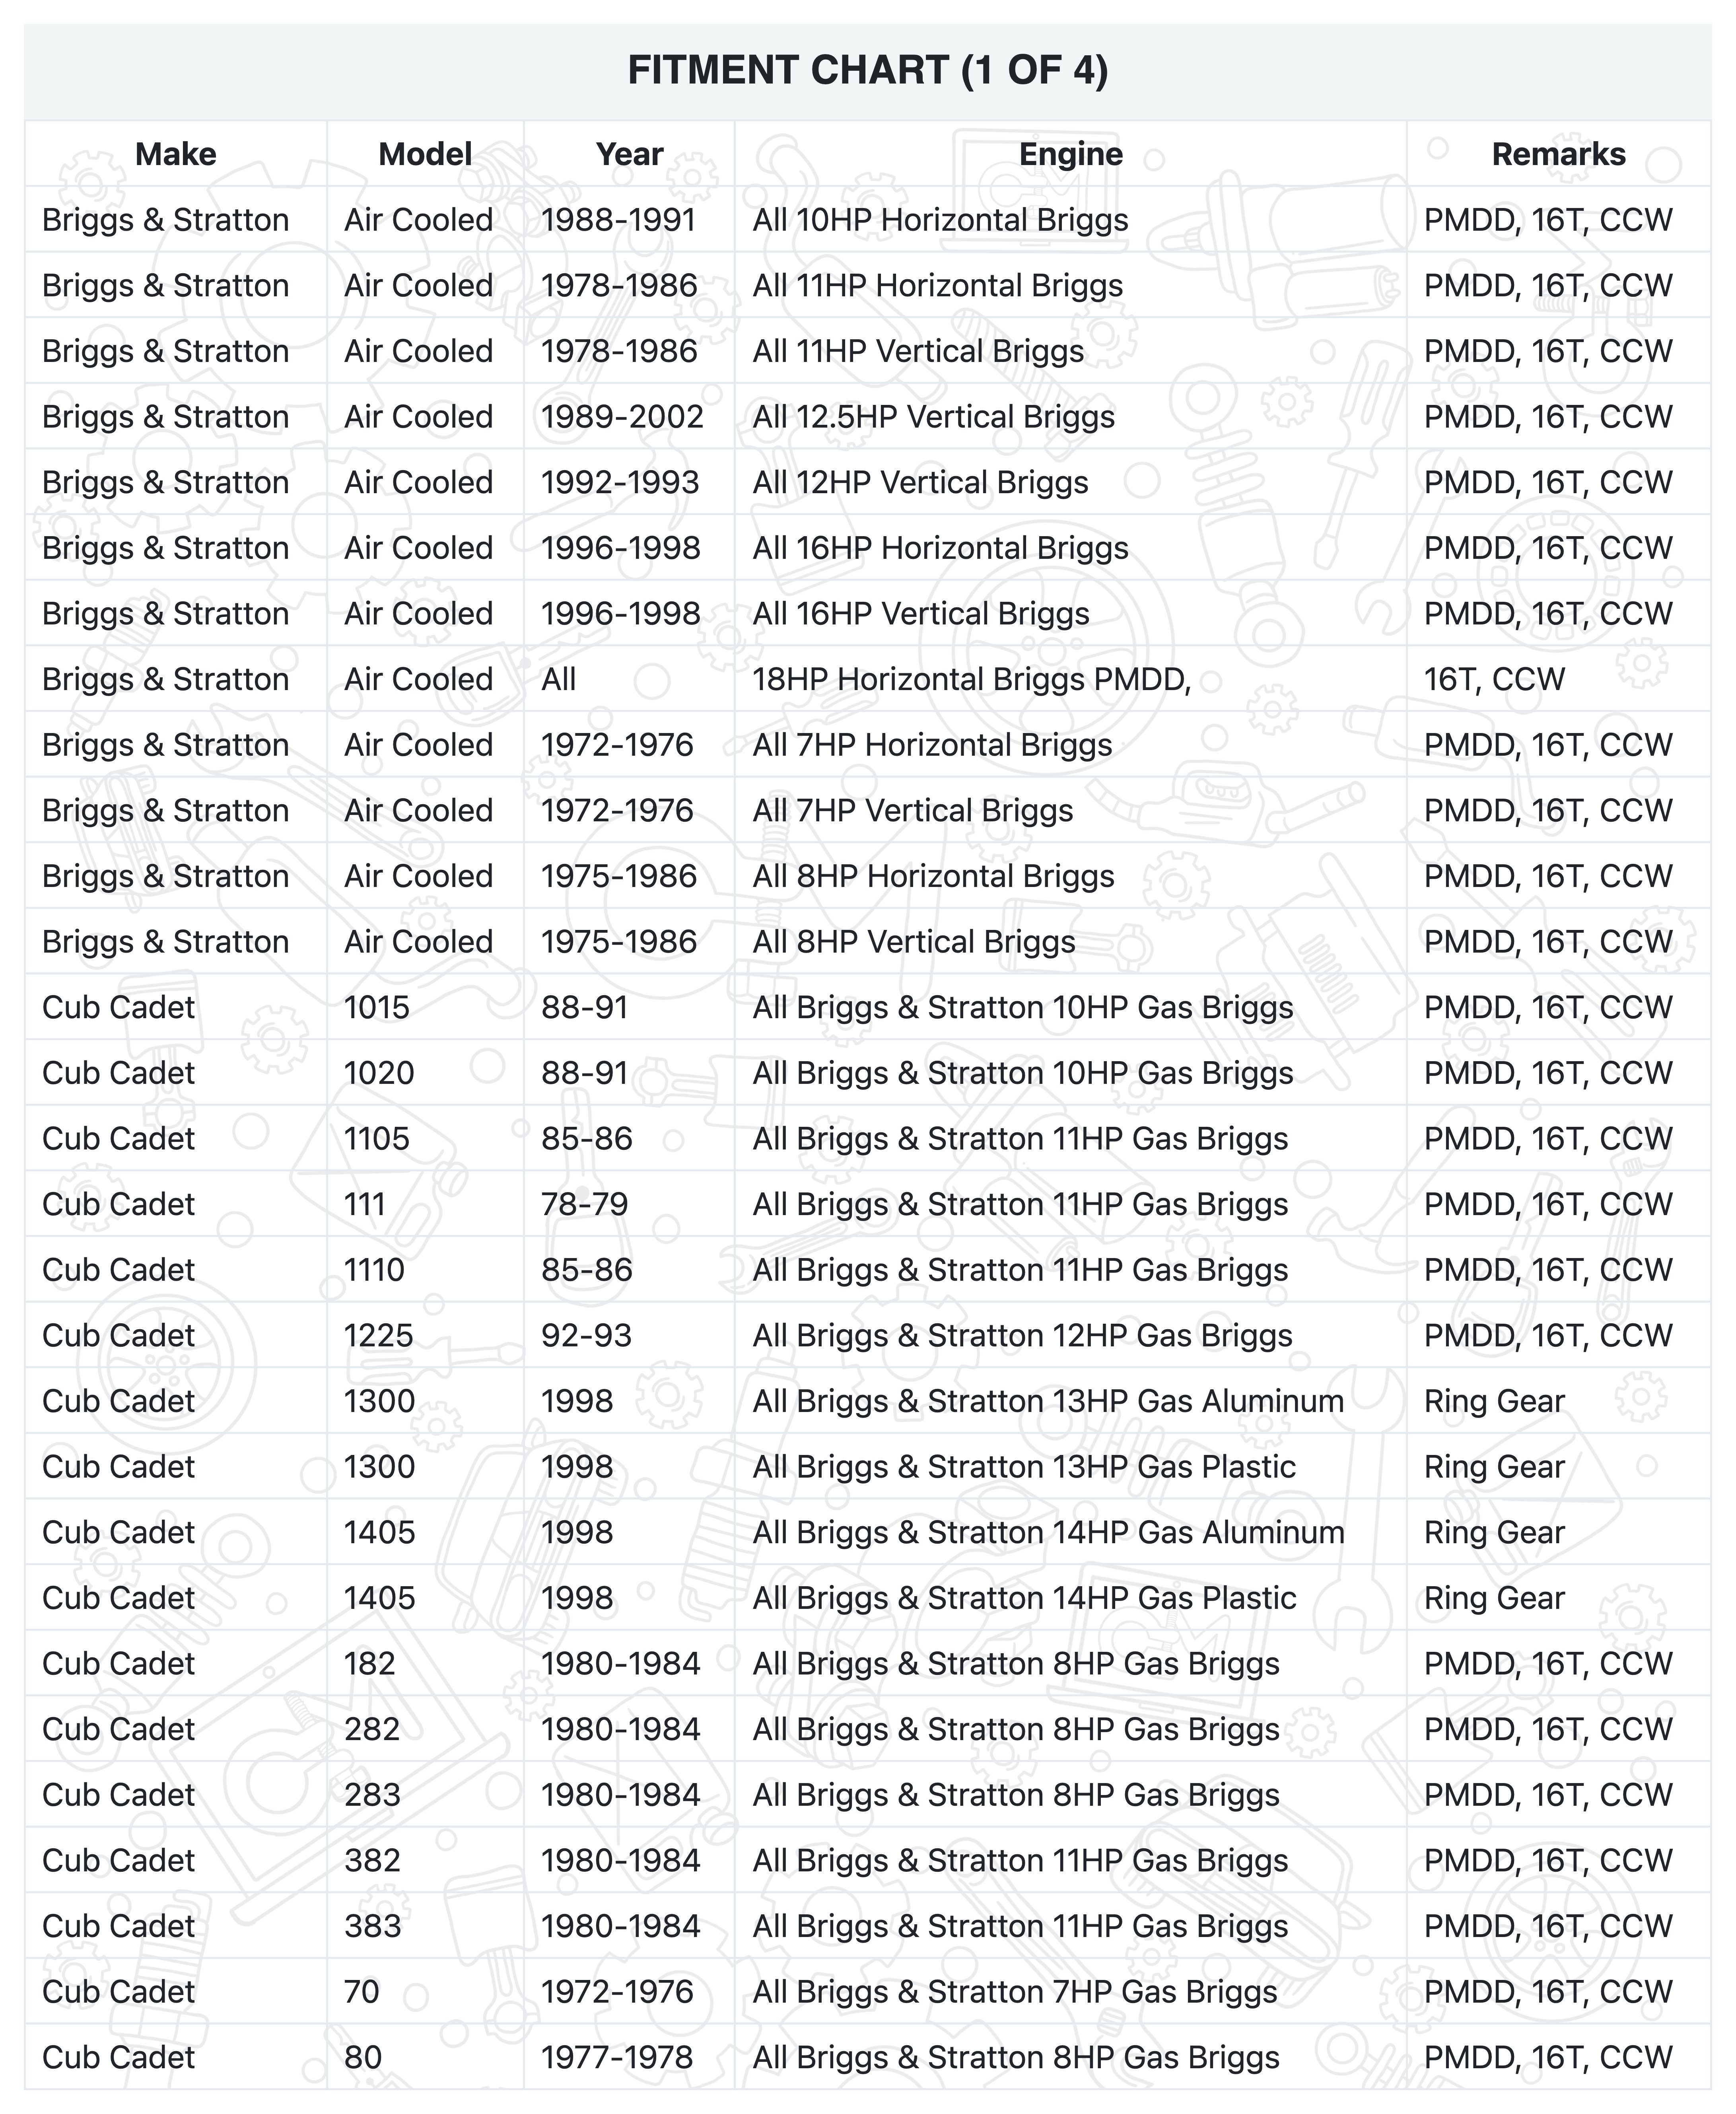 FITMENT CHART (1 OF 4)
Make Model Year Engine Remarks
Briggs & Stratton Air Cooled 1988-1991 All 10HP Horizontal Briggs PMDD, 16T, CCW
Briggs & Stratton Air Cooled 1978-1986 All 11HP Horizontal Briggs PMDD, 16T, CCW
Briggs & Stratton Air Cooled 1978-1986 All 11HP Vertical Briggs PMDD, 16T, CCW
Briggs & Stratton Air Cooled 1989-2002 All 12.5HP Vertical Briggs PMDD, 16T, CCW
Briggs & Stratton Air Cooled 1992-1993 All 12HP Vertical Briggs PMDD, 16T, CCW
Briggs & Stratton Air Cooled 1996-1998 All 16HP Horizontal Briggs PMDD, 16T, CCW
Briggs & Stratton Air Cooled 1996-1998 All 16HP Vertical Briggs PMDD, 16T, CCW
Briggs & Stratton Air Cooled All 18HP Horizontal Briggs PMDD, 16T, CCW
Briggs & Stratton Air Cooled 1972-1976 All 7HP Horizontal Briggs PMDD, 16T, CCW
Briggs & Stratton Air Cooled 1972-1976 All 7HP Vertical Briggs PMDD, 16T, CCW
Briggs & Stratton Air Cooled 1975-1986 All 8HP Horizontal Briggs PMDD, 16T, CCW
Briggs & Stratton Air Cooled 1975-1986 All 8HP Vertical Briggs PMDD, 16T, CCW
Cub Cadet 1015 88-91 All Briggs & Stratton 10HP Gas Briggs PMDD, 16T, CCW
Cub Cadet 1020 88-91 All Briggs & Stratton 10HP Gas Briggs PMDD, 16T, CCW
Cub Cadet 1105 85-86 All Briggs & Stratton 11HP Gas Briggs PMDD, 16T, CCW
Cub Cadet 111 78-79 All Briggs & Stratton 11HP Gas Briggs PMDD, 16T, CCW
Cub Cadet 1110 85-86 All Briggs & Stratton 11HP Gas Briggs PMDD, 16T, CCW
Cub Cadet 1225 92-93 All Briggs & Stratton 12HP Gas Briggs PMDD, 16T, CCW
Cub Cadet 1300 1998 All Briggs & Stratton 13HP Gas Aluminum Ring Gear
Cub Cadet 1300 1998 All Briggs & Stratton 13HP Gas Plastic Ring Gear
Cub Cadet 1405 1998 All Briggs & Stratton 14HP Gas Aluminum Ring Gear
Cub Cadet 1405 1998 All Briggs & Stratton 14HP Gas Plastic Ring Gear
Cub Cadet 182 1980-1984 All Briggs & Stratton 8HP Gas Briggs PMDD, 16T, CCW
Cub Cadet 282 1980-1984 All Briggs & Stratton 8HP Gas Briggs PMDD, 16T, CCW
Cub Cadet 283 1980-1984 All Briggs & Stratton 8HP Gas Briggs PMDD, 16T, CCW
Cub Cadet 382 1980-1984 All Briggs & Stratton 11HP Gas Briggs PMDD, 16T, CCW
Cub Cadet 383 1980-1984 All Briggs & Stratton 11HP Gas Briggs PMDD, 16T, CCW
Cub Cadet 70 1972-1976 All Briggs & Stratton 7HP Gas Briggs PMDD, 16T, CCW
Cub Cadet 80 1977-1978 All Briggs & Stratton 8HP Gas Briggs PMDD, 16T, CCW